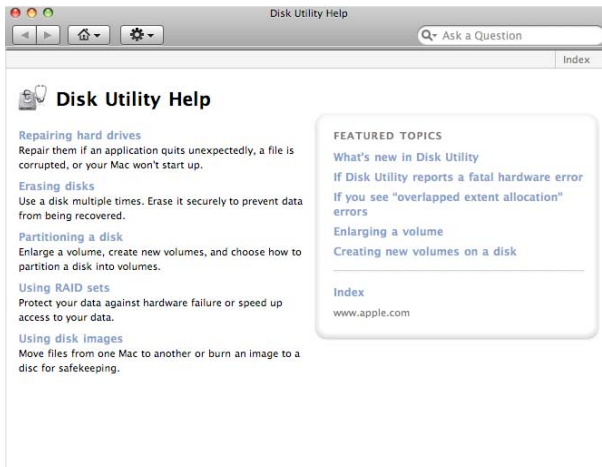 Disk Utility Help
Ask a Question
Index
Disk Utility Help
Repairing hard drives
Repair them if an application quits unexpectedly, a file is
corrupted, or your Mac won't start up.
Erasing disks
Use a disk multiple times. Erase it securely to prevent data
from being recovered.
Partitioning a disk
Enlarge a volume, create new volumes, and choose how to
partition a disk into volumes.
Using RAID sets
Protect your data against hardware failure or speed up
access to your data.
Using disk images
Move files from one Mac to another or burn an image to a
disc for safekeeping.
FEATURED TOPICS
What's new in Disk Utility
If Disk Utility reports a fatal hardware error
If you see "overlapped extent allocation"
errors
Enlarging a volume
Creating new volumes on a disk
Index
www.apple.com